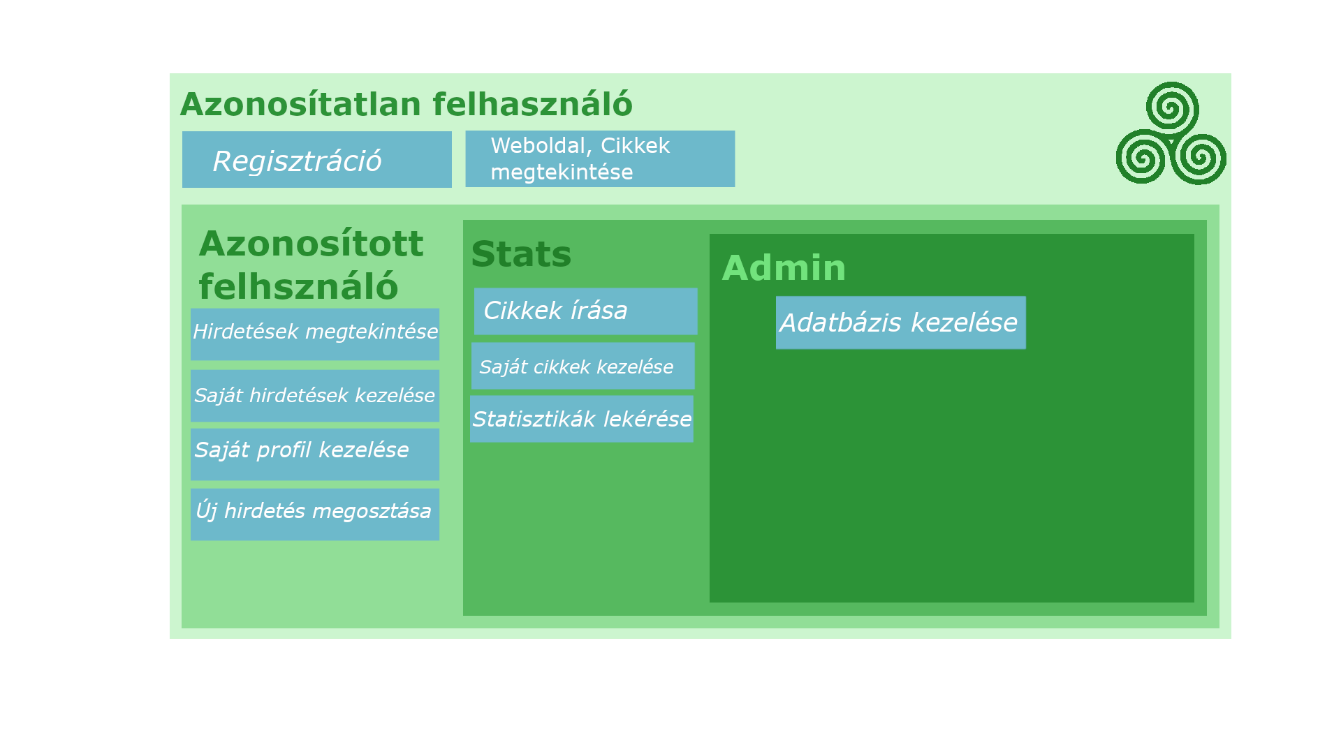 Azonosítatlan felhasználó
Regisztráció
Weboldal, Cikkek
megtekintése
Azonosított
felhsználó
Hirdetések megtekintése
Saját hirdetések kezelése
Saját profil kezelése
Új hirdetés megosztása
Stats
Cikkek írása
Saját cikkek kezelése
Statisztikák lekérése
Admin
Adatbázis kezelése